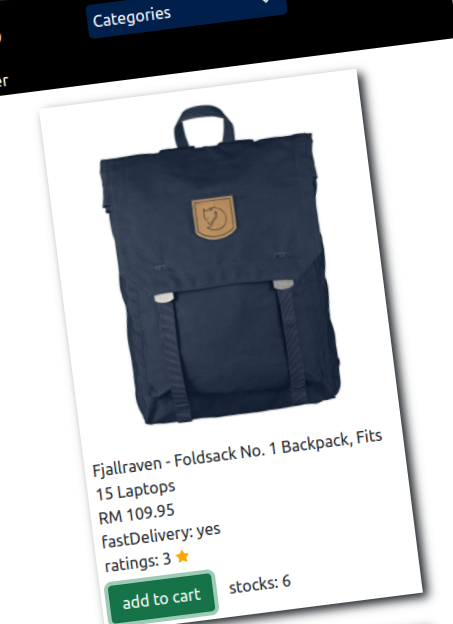 Categories
er
Fjallraven - Foldsack No. 1 Backpack, Fits
15 Laptops
RM 109.95
fastDelivery: yes
ratings: 3
add to cart
stocks: 6